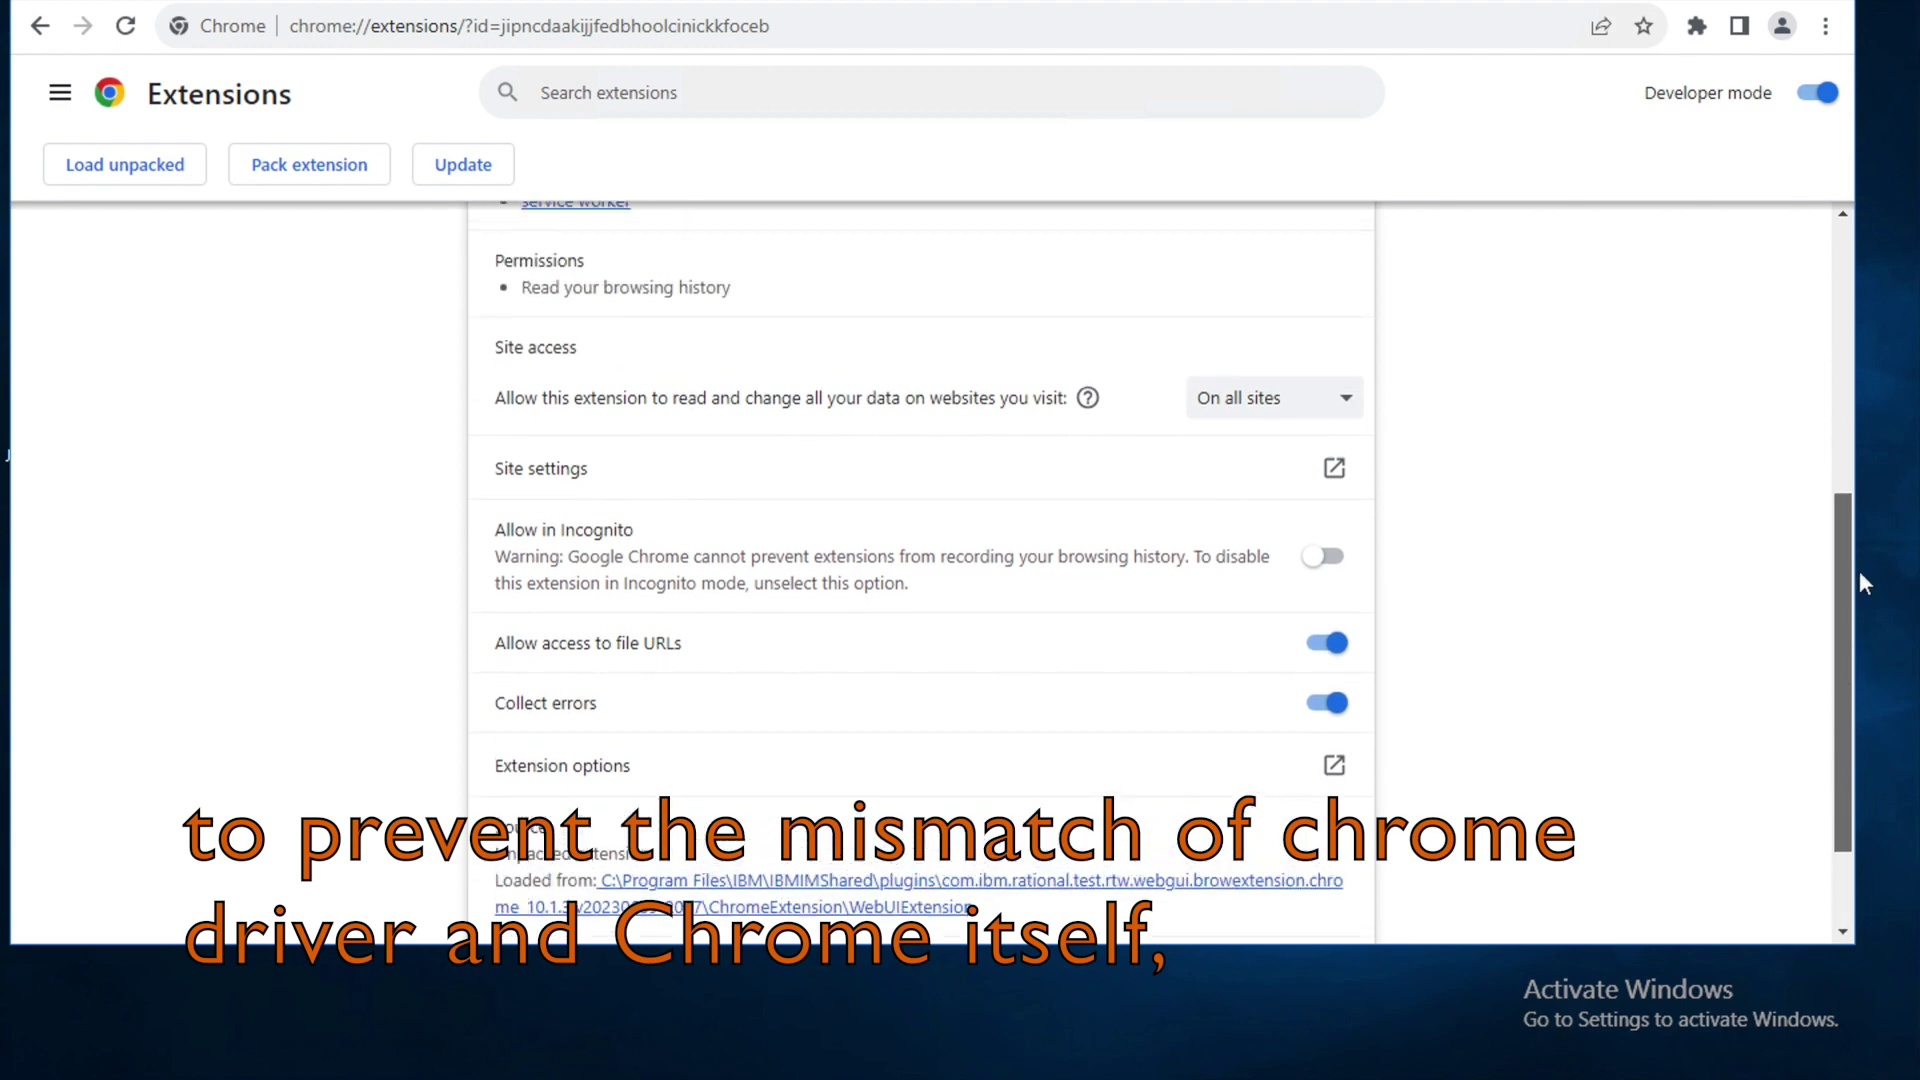 Chrome
chrome://extensions/?id=jipncdaakijjfedbhoolcinickkfoceb
Extensions
Search extensions
Developer mode
Load unpacked
Pack extension
Update
service worker
Permissions
Read your browsing history
Site access
Allow this extension to read and change all your data on websites you visit:
On all sites
Site settings
Allow in Incognito
Warning: Google Chrome cannot prevent extensions from recording your browsing history. To disable
this extension in Incognito mode, unselect this option.
Allow access to file URLs
Collect errors
Extension options
Loaded from: C:\Program Files\IBM\IBMIMShared\plugins\com.ibm.rational.test.rtw.webgui.browextension.chro
\ChromeExtension\WebUIExtension
to prevent the mismatch of chrome
driver and Chrome itself,
Activate Windows
Go to Settings to activate Windows.